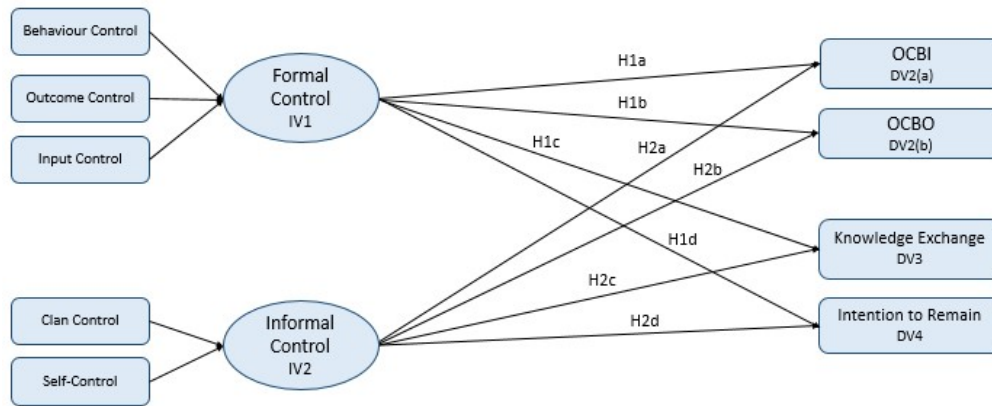 Behaviour Control
Outcome Control
Input Control
Formal
Control
IV1
H1a
H1b
H1c
H2a
H2b
H1d
H2c
H2d
OCBI
DV2(a)
OCBO
DV2(b)
Knowledge Exchange
DV3
Intention to Remain
DV4
Clan Control
Self-Control
Informal
Control
IV2